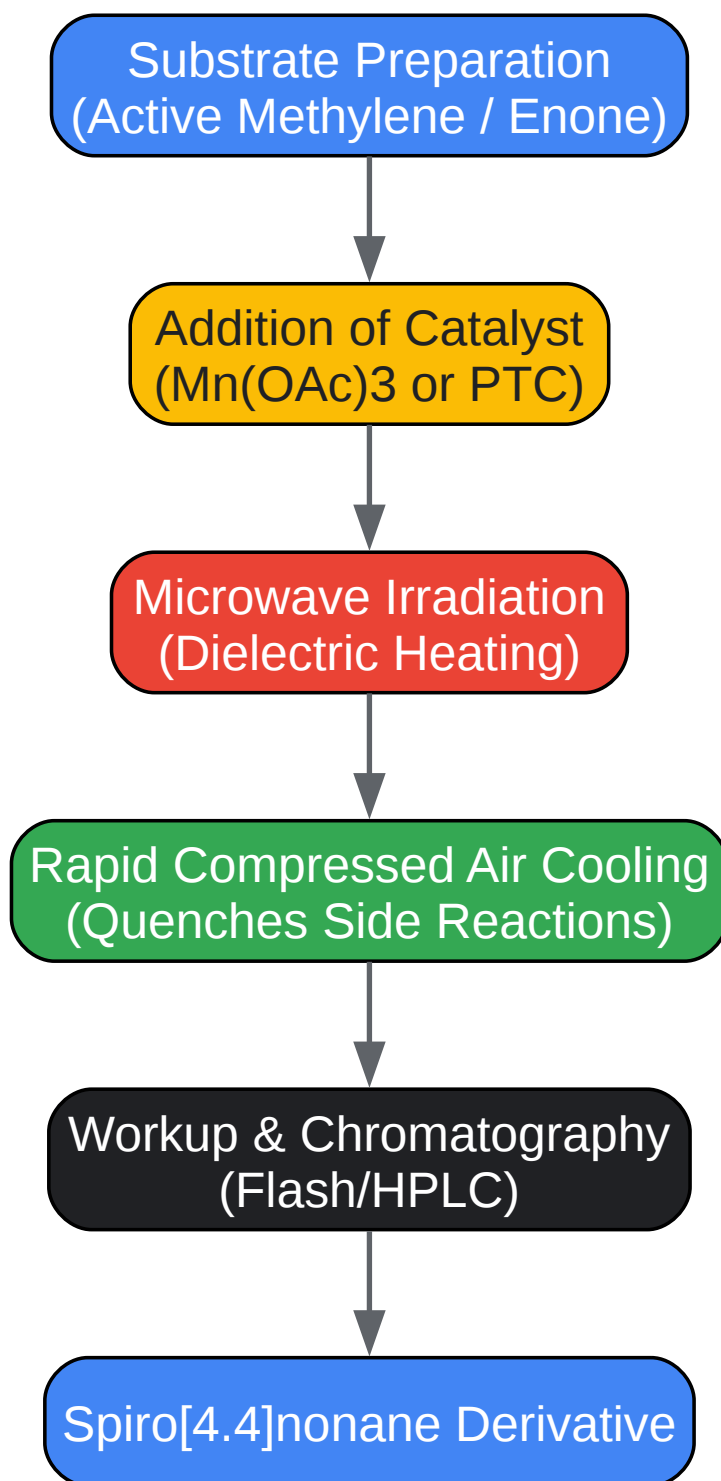 Substrate Preparation
(Active Methylene / Enone)
Addition of Catalyst
(Mn(OAc)3 or PTC)
Microwave Irradiation
(Dielectric Heating)
Rapid Compressed Air Cooling
(Quenches Side Reactions)
Workup & Chromatography
(Flash/HPLC)
Spiro[4.4]nonane Derivative